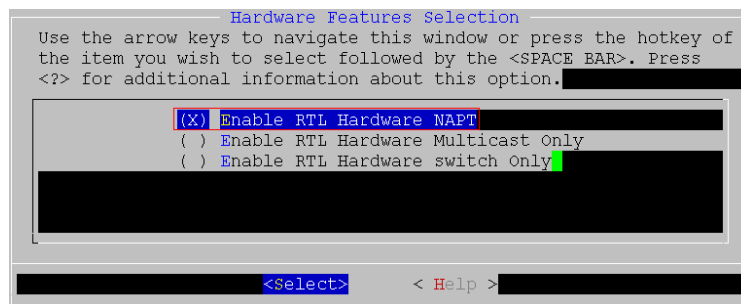 Hardware Features Selection
Use the arrow keys to navigate this window or press the hotkey of
the item you wish to select followed by the <SPACE BAR>. Press
<?> for additional information about this option.
(X) Enable RTL Hardware NAPT
( ) Enable RTL Hardware Multicast Only
( ) Enable RTL Hardware switch Only
<Select> < Help >